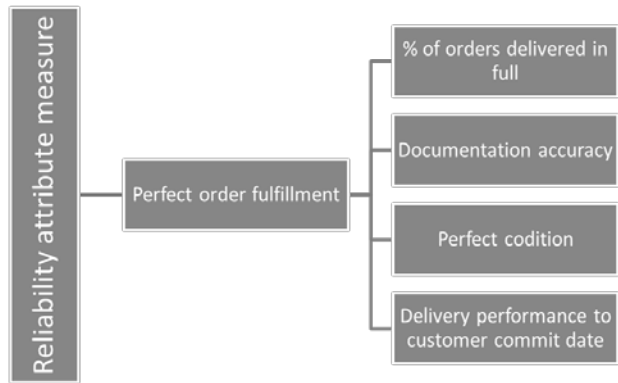 Reliability attribute measure
Perfect order fulfillment
% of orders delivered in
full
Documentation accuracy
Perfect codition
Delivery performance to
customer commit date